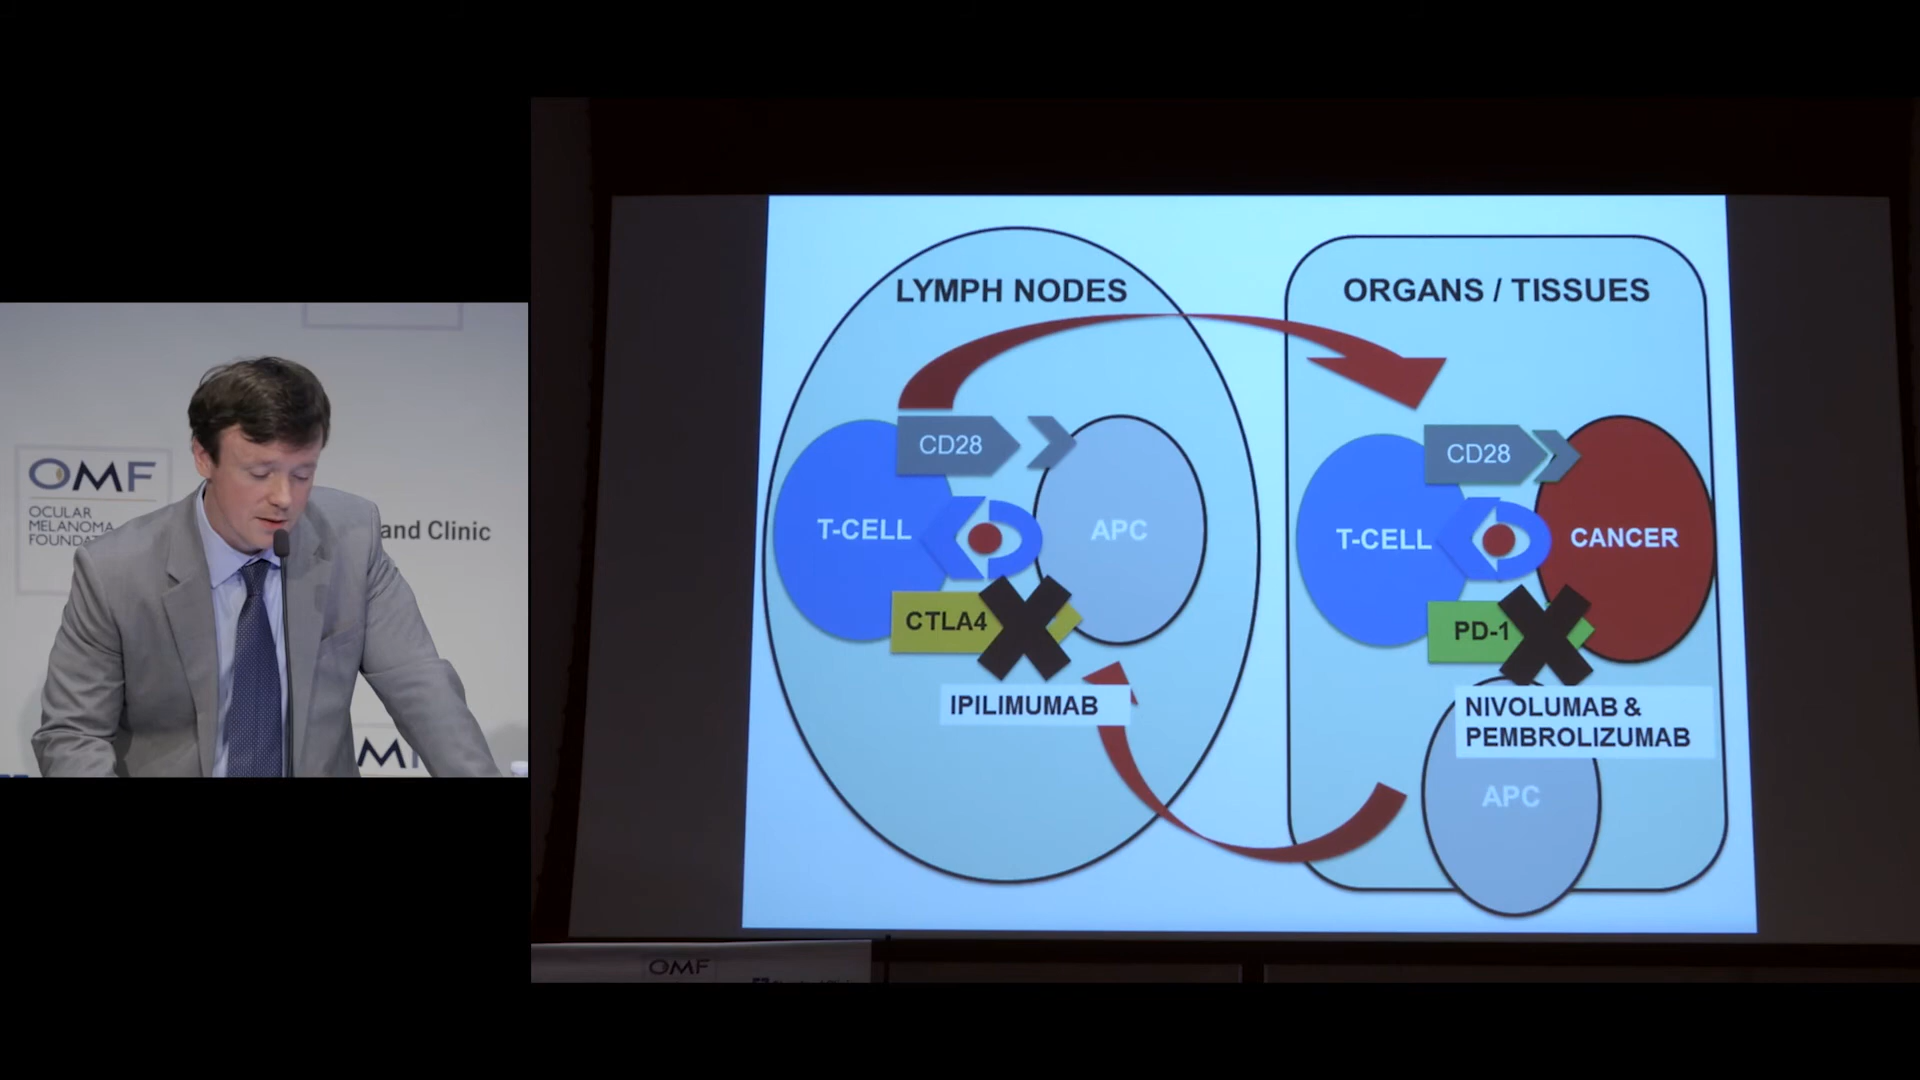 OMF
OCULAR
MELANOMA
FOUNDAT
and Clinic
LYMPH NODES
ORGANS / TISSUES
CD28
CD28
T-CELL
APC
T-CELL
CANCER
CTLA4
PD-1
IPILIMUMAB
NIVOLUMAB &
PEMBROLIZUMAB
APC
OMF